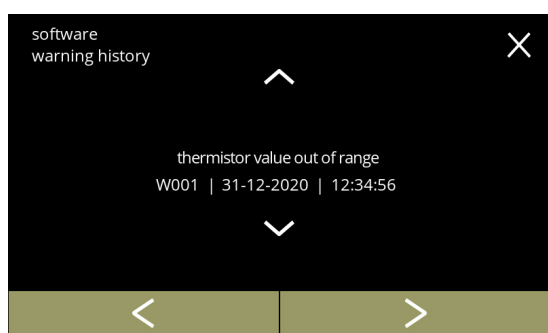 software
warning history
thermistor value out of range
W001 | 31-12-2020 | 12:34:56